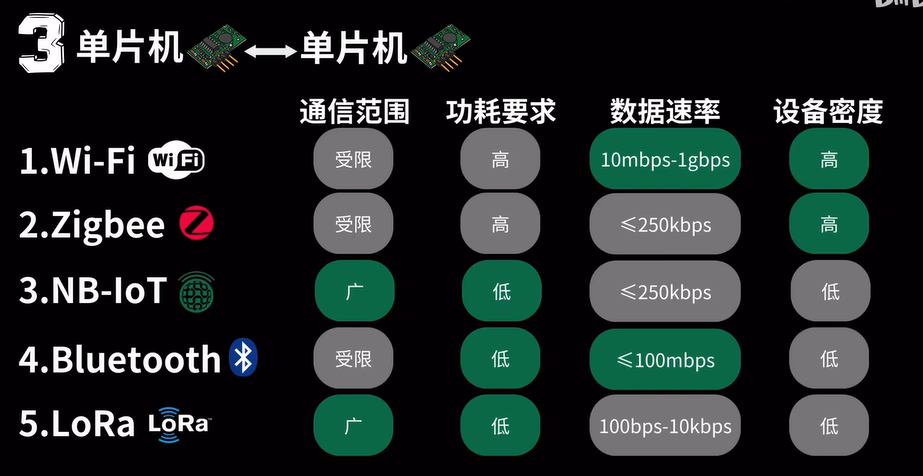 3 单片机 单片机
通信范围 功耗要求 数据速率 设备密度
1.Wi-Fi Wi Fi 受限 高 10mbps-1gbps 高
2.Zigbee 受限 高 ≤250kbps 高
3.NB-IoT 广 低 ≤250kbps 低
4.Bluetooth 受限 低 ≤100mbps 低
5.LoRa LoRa 广 低 100bps-10kbps 低